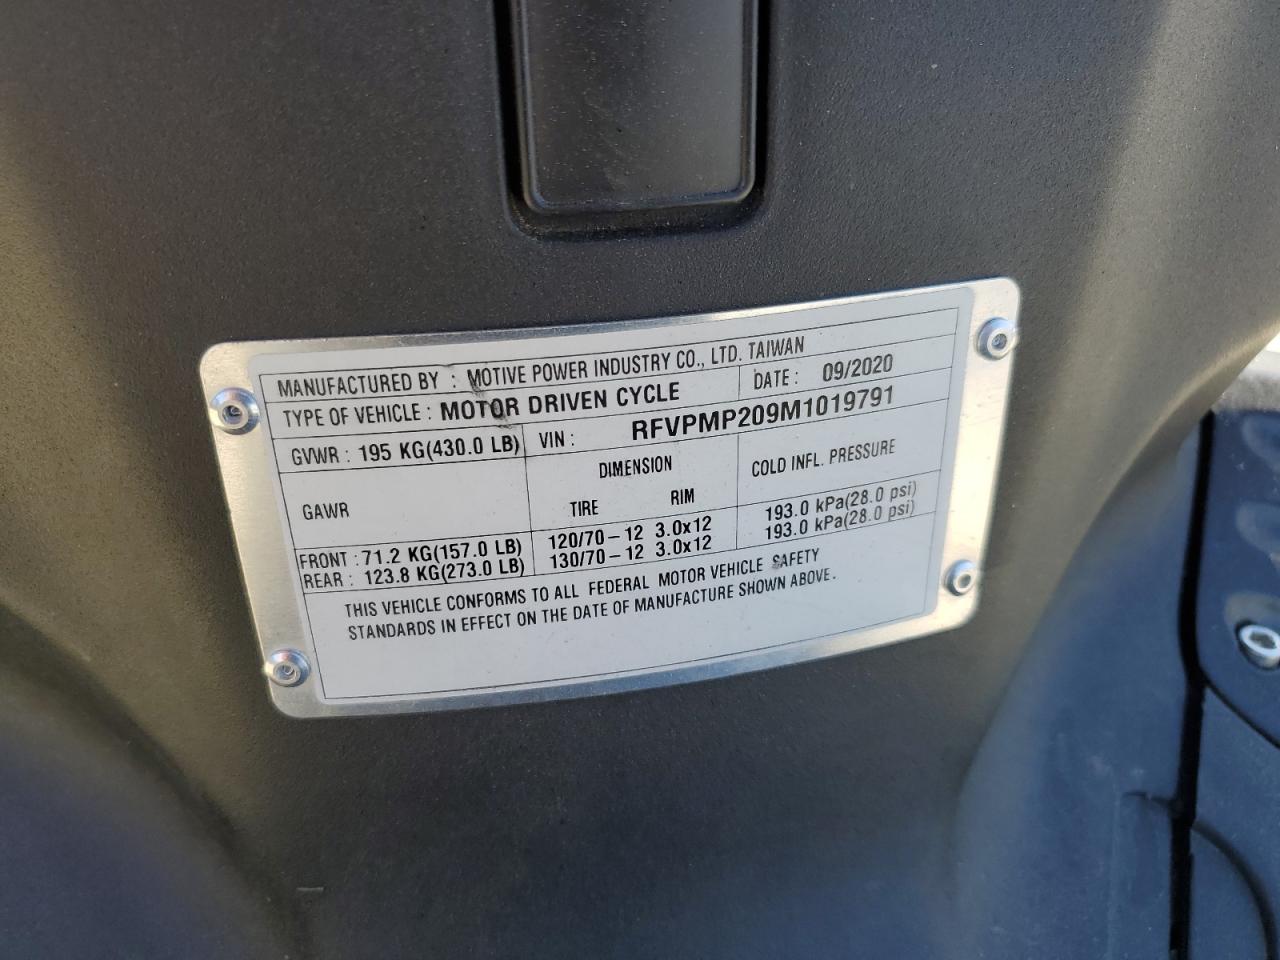 MANUFACTURED BY : MOTIVE POWER INDUSTRY CO., LTD. TAIWAN
TYPE OF VEHICLE : MOTOR DRIVEN CYCLE DATE : 09/2020
GVWR : 195 KG(430.0 LB) VIN : RFVPMP209M1019791
GAWR DIMENSION COLD INFL. PRESSURE
TIRE RIM
FRONT : 71.2 KG(157.0 LB) 120/70-12 3.0x12 193.0 kPa(28.0 psi)
REAR : 123.8 KG(273.0 LB) 130/70-12 3.0x12 193.0 kPa(28.0 psi)
THIS VEHICLE CONFORMS TO ALL FEDERAL MOTOR VEHICLE SAFETY
STANDARDS IN EFFECT ON THE DATE OF MANUFACTURE SHOWN ABOVE.